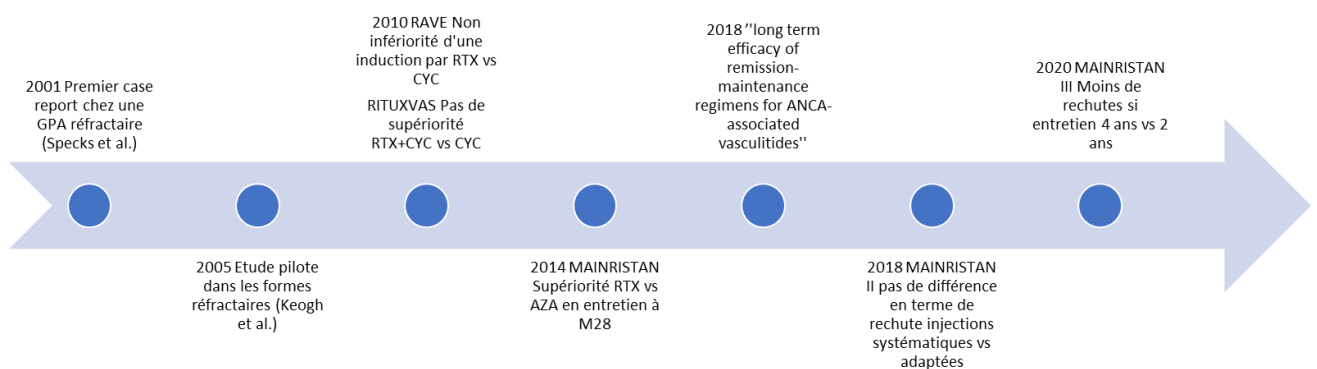 2001 Premier case
report chez une
GPA réfractaire
(Specks et al.)
2005 Etude pilote
dans les formes
réfractaires (Keogh
et al.)
2010 RAVE Non
infériorité d'une
induction par RTX vs
CYC
RITUXVAS Pas de
supériorité
RTX+CYC vs CYC
2014 MAINRISTAN
Supériorité RTX vs
AZA en entretien à
M28
2018 ''long term
efficacy of
remission-
maintenance
regimens for ANCA-
associated
vasculitides''
2018 MAINRISTAN
II pas de différence
en terme de
rechute injections
systématiques vs
adaptées
2020 MAINRISTAN
III Moins de
rechutes si
entretien 4 ans vs 2
ans